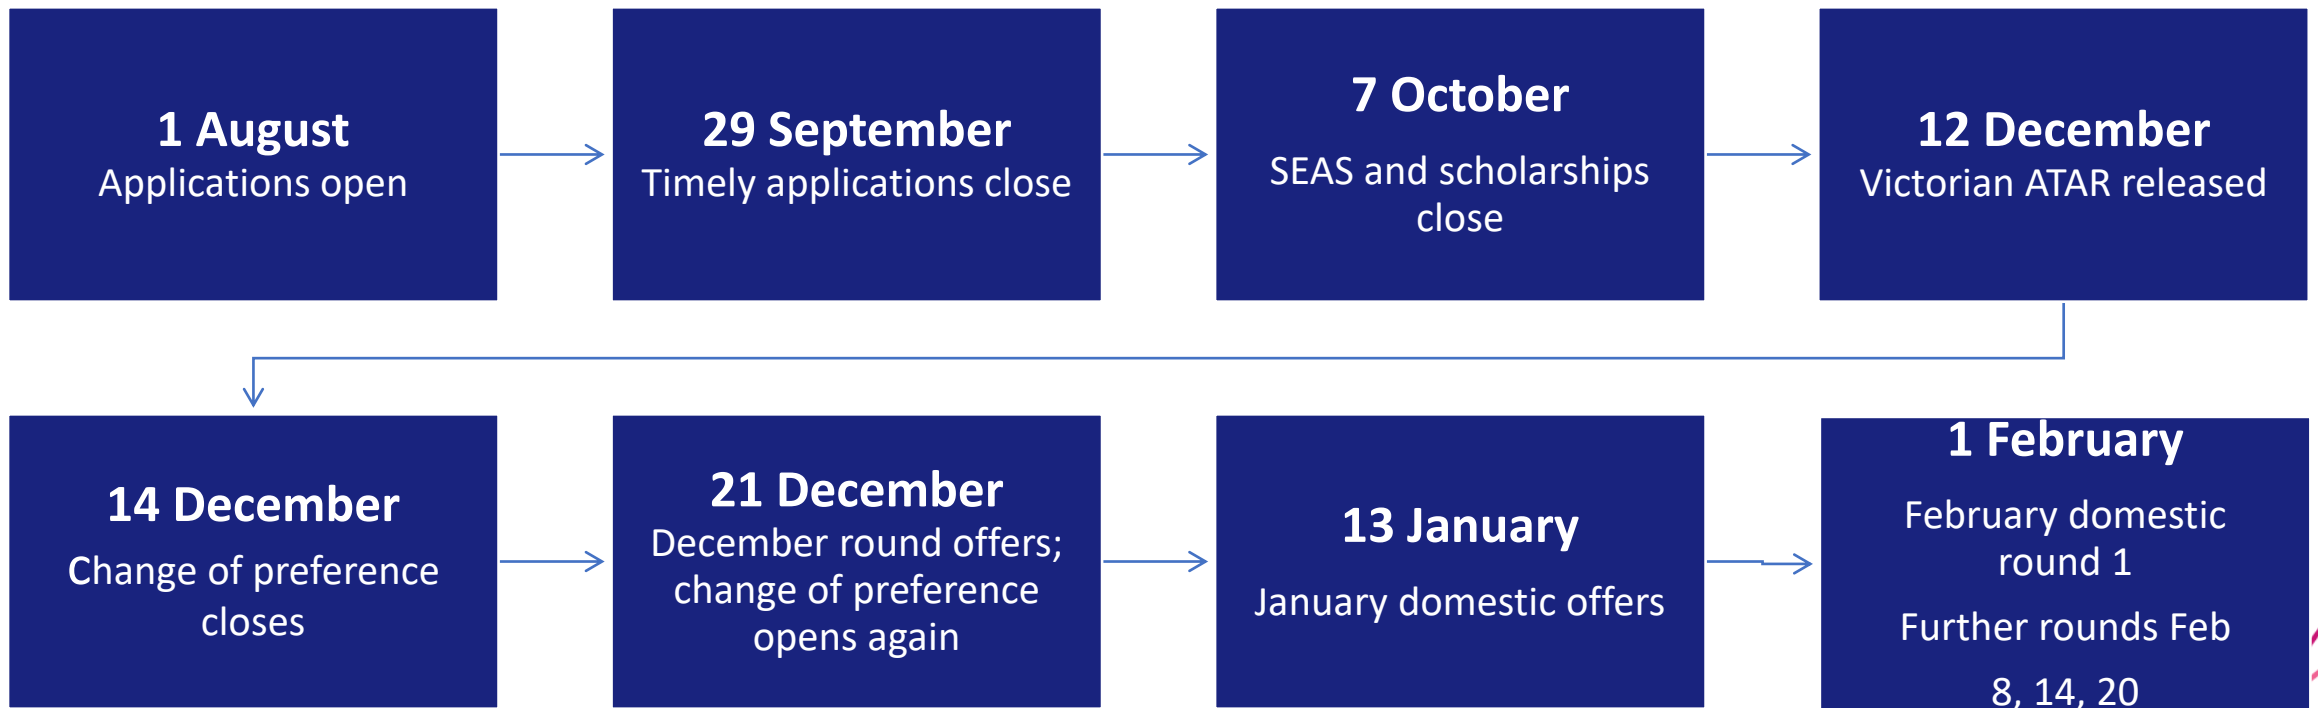 1 August
Applications open
29 September
Timely applications close
7 October
SEAS and scholarships
close
12 December
Victorian ATAR released
14 December
Change of preference
closes
21 December
December round offers;
change of preference
opens again
13 January
January domestic offers
1 February
February domestic
round 1
Further rounds Feb
8, 14, 20